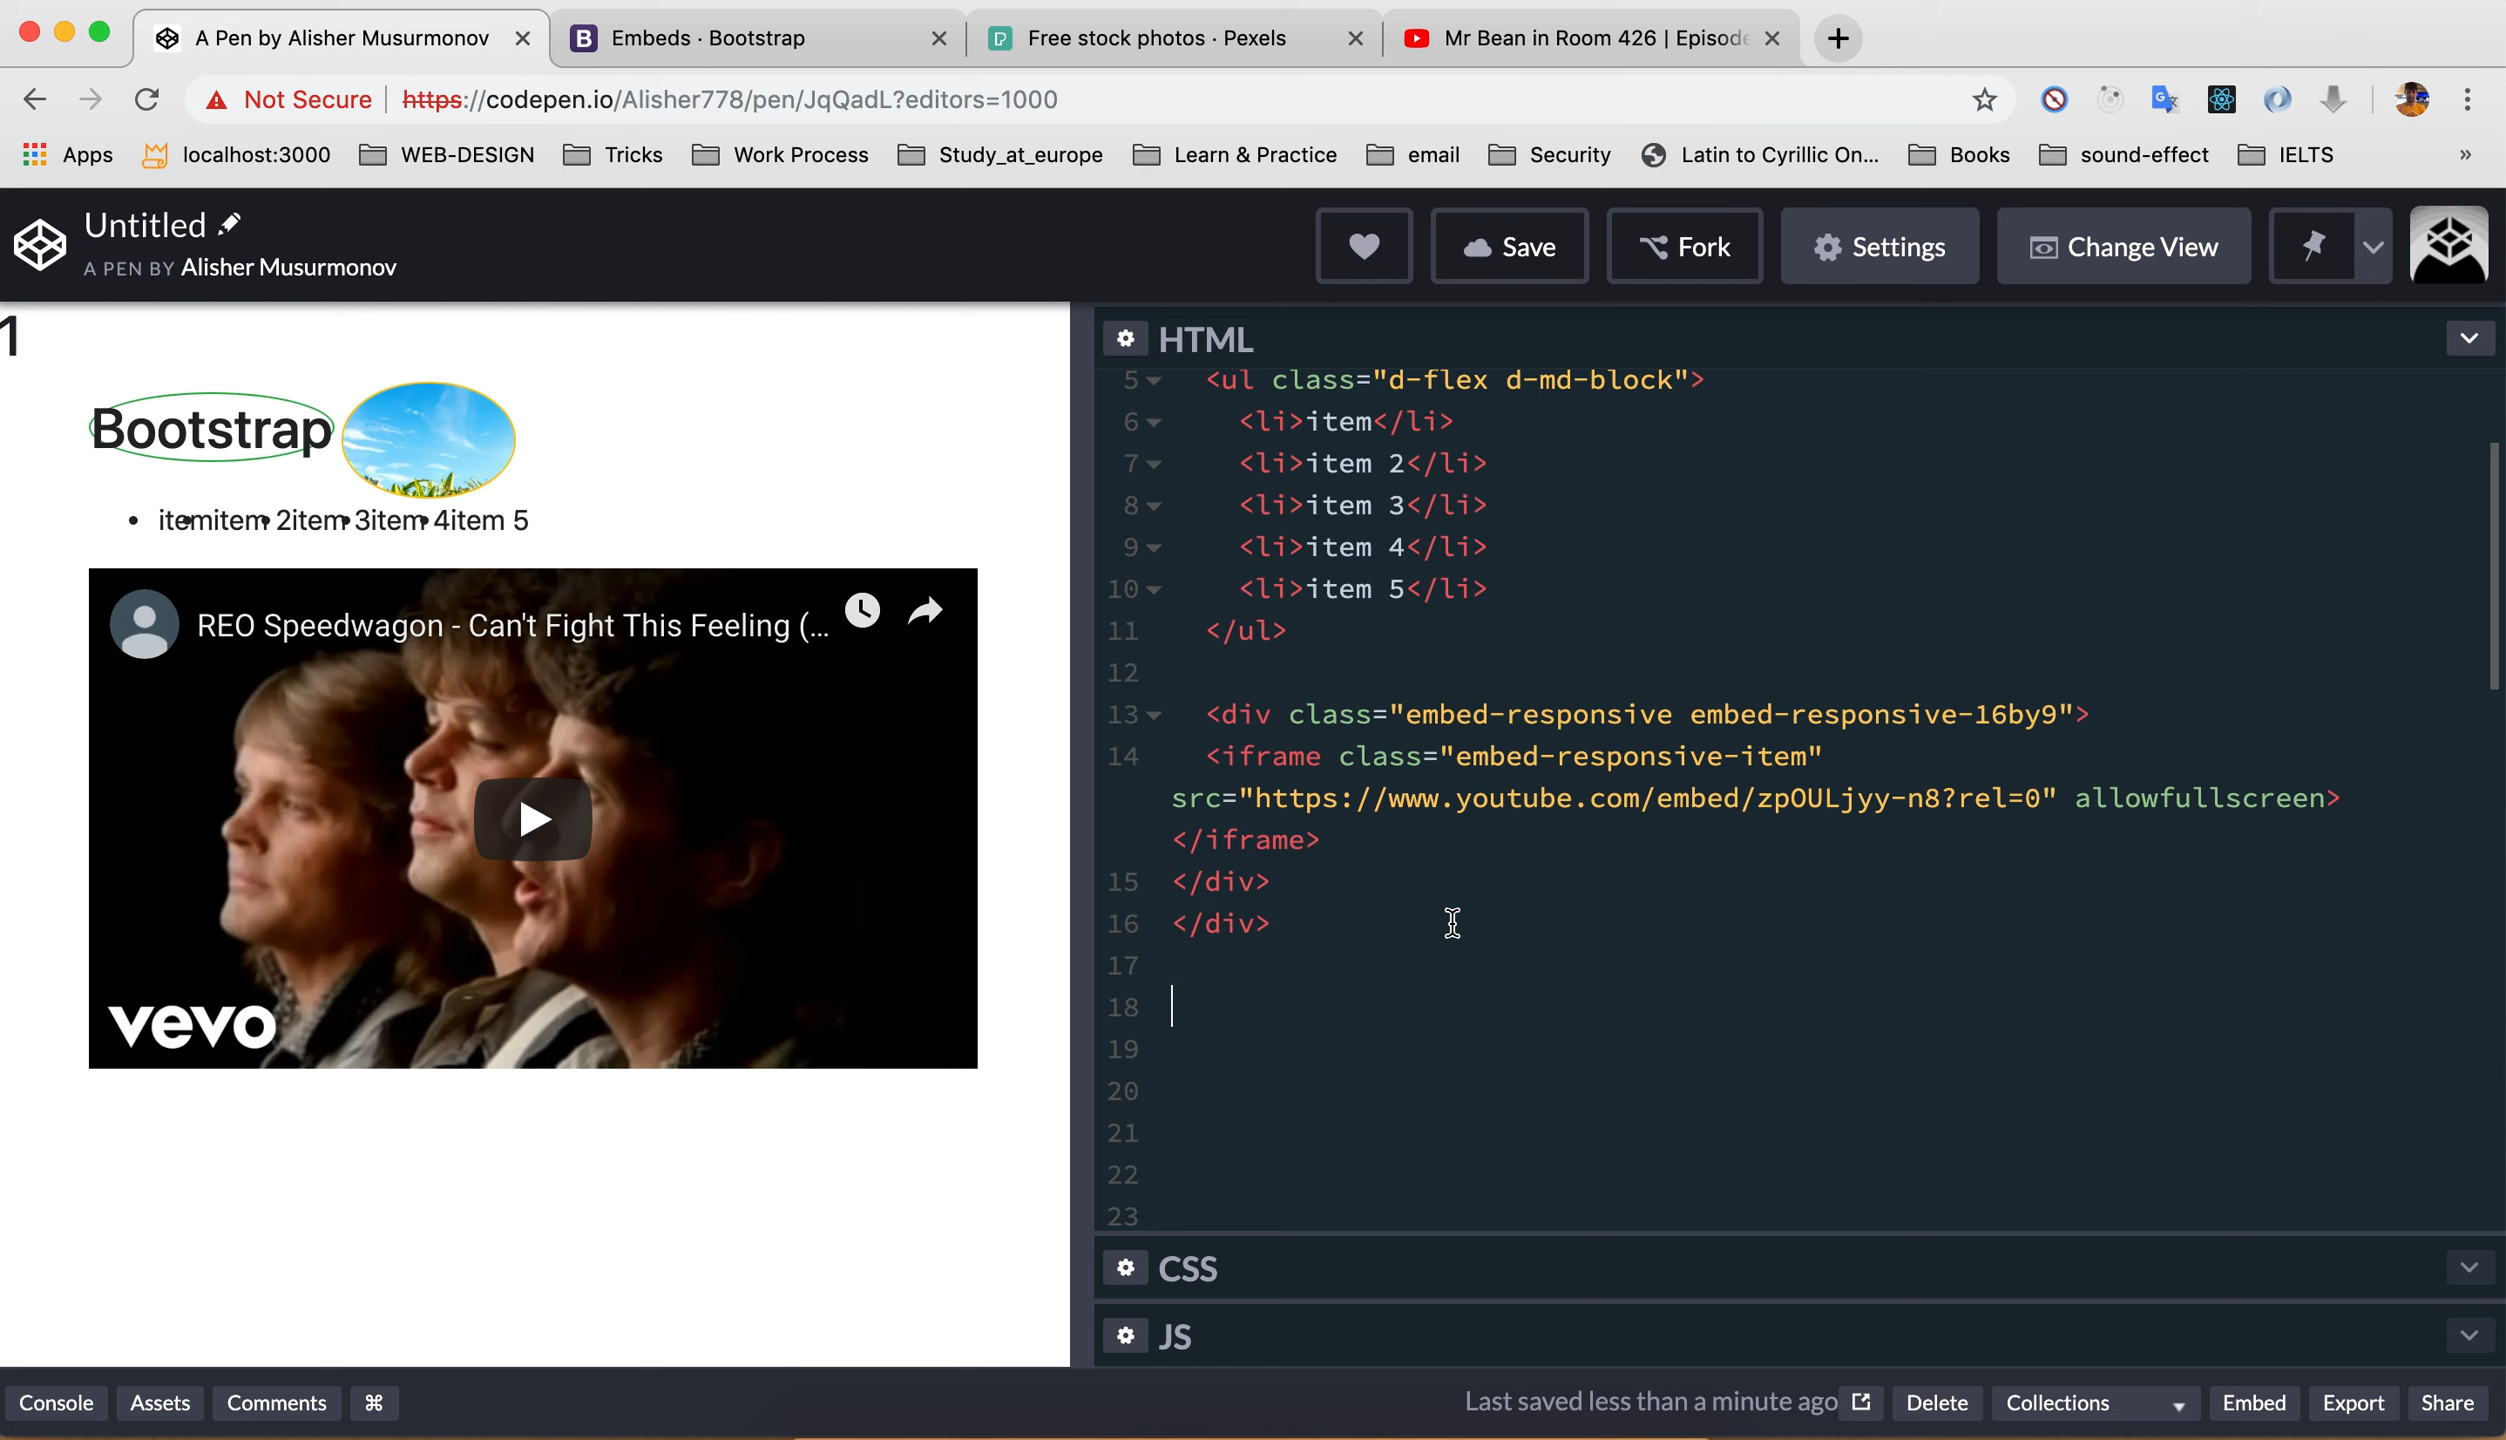 A Pen by Alisher Musurmonov
Embeds · Bootstrap
Free stock photos · Pexels
Mr Bean in Room 426 | Episode
Not Secure | https://codepen.io/Alisher778/pen/JqQadL?editors=1000
Apps localhost:3000 WEB-DESIGN Tricks Work Process Study_at_europe Learn & Practice email Security Latin to Cyrillic On... Books sound-effect IELTS »
Untitled
A PEN BY Alisher Musurmonov
Save Fork Settings Change View
1
Bootstrap
• itemitem 2item 3item 4item 5
REO Speedwagon - Can't Fight This Feeling (...
vevo
HTML
5 <ul class="d-flex d-md-block">
6 <li>item</li>
7 <li>item 2</li>
8 <li>item 3</li>
9 <li>item 4</li>
10 <li>item 5</li>
11 </ul>
12
13 <div class="embed-responsive embed-responsive-16by9">
14 <iframe class="embed-responsive-item"
src="https://www.youtube.com/embed/zpOULjyy-n8?rel=0" allowfullscreen>
</iframe>
15 </div>
16 </div>
17
18
19
20
21
22
23
CSS
JS
Console Assets Comments ⌘
Last saved less than a minute ago Delete Collections Embed Export Share